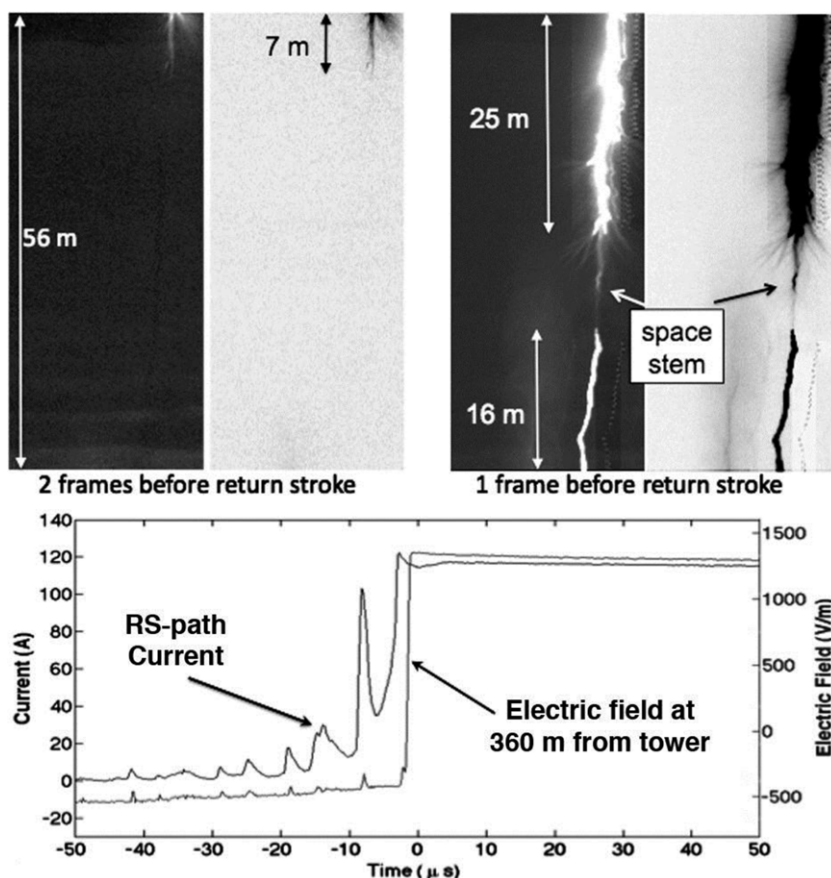 7 m
56 m
2 frames before return stroke
25 m
space
stem
16 m
1 frame before return stroke
140
120
100
80
60
40
20
0
-20
Current (A)
RS-path
Current
Electric field at
360 m from tower
1500
1000
500
0
-500
Electric Field (V/m)
-50 -40 -30 -20 -10 0 10 20 30 40 50
Time (μ s)